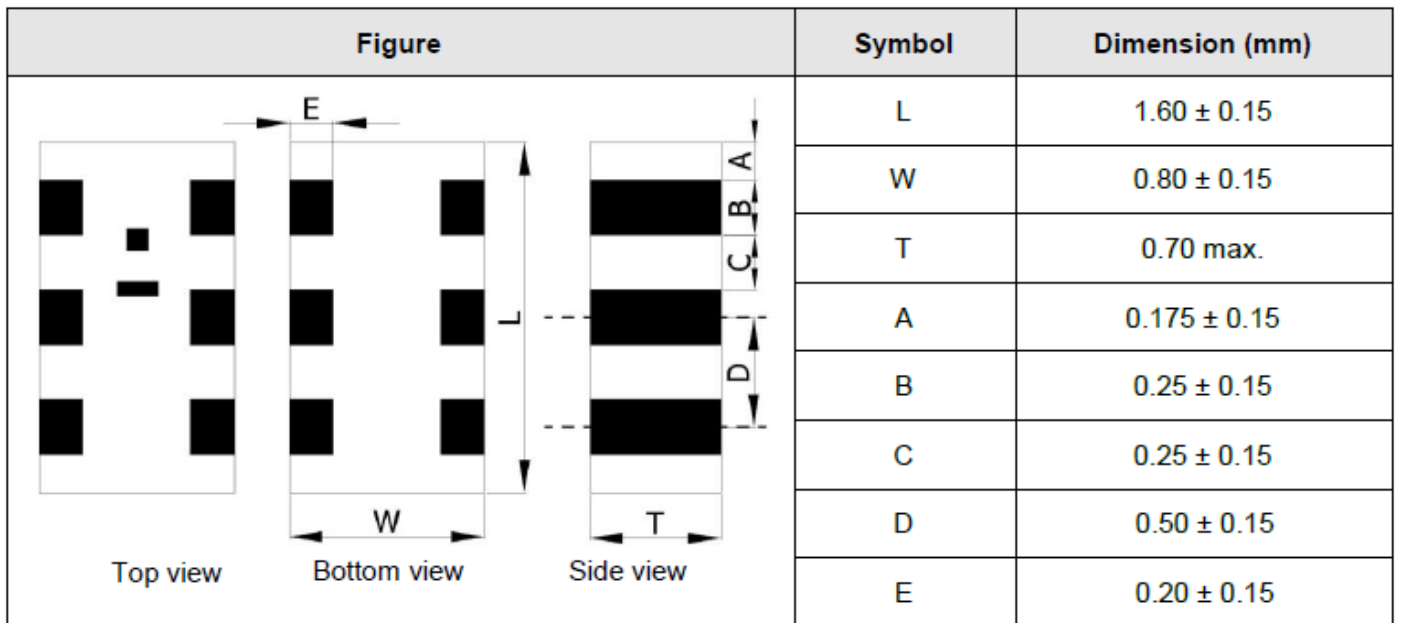 Figure Symbol Dimension (mm)
E
A
B
C
L
D
W
T
Top view Bottom view Side view
L 1.60 ± 0.15
W 0.80 ± 0.15
T 0.70 max.
A 0.175 ± 0.15
B 0.25 ± 0.15
C 0.25 ± 0.15
D 0.50 ± 0.15
E 0.20 ± 0.15